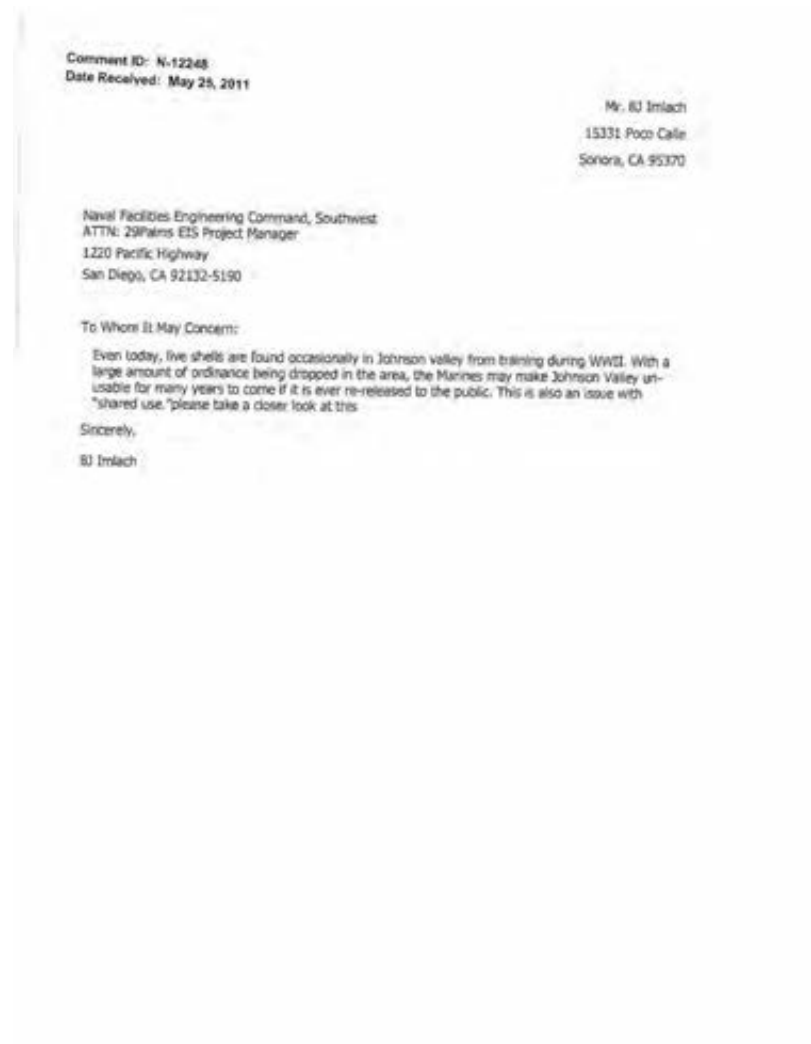 Comment ID: N-12248
Date Received: May 25, 2011
Mr. BJ Imlach
15331 Poco Calle
Sonora, CA 95370
Naval Facilities Engineering Command, Southwest
ATTN: 29Palms EIS Project Manager
1220 Pacific Highway
San Diego, CA 92132-5190
To Whom It May Concern:
Even today, live shells are found occasionally in Johnson valley from training during WWII. With a
large amount of ordinance being dropped in the area, the Marines may make Johnson Valley un-
usable for many years to come if it is ever re-released to the public. This is also an issue with
"shared use."please take a closer look at this
Sincerely,
BJ Imlach